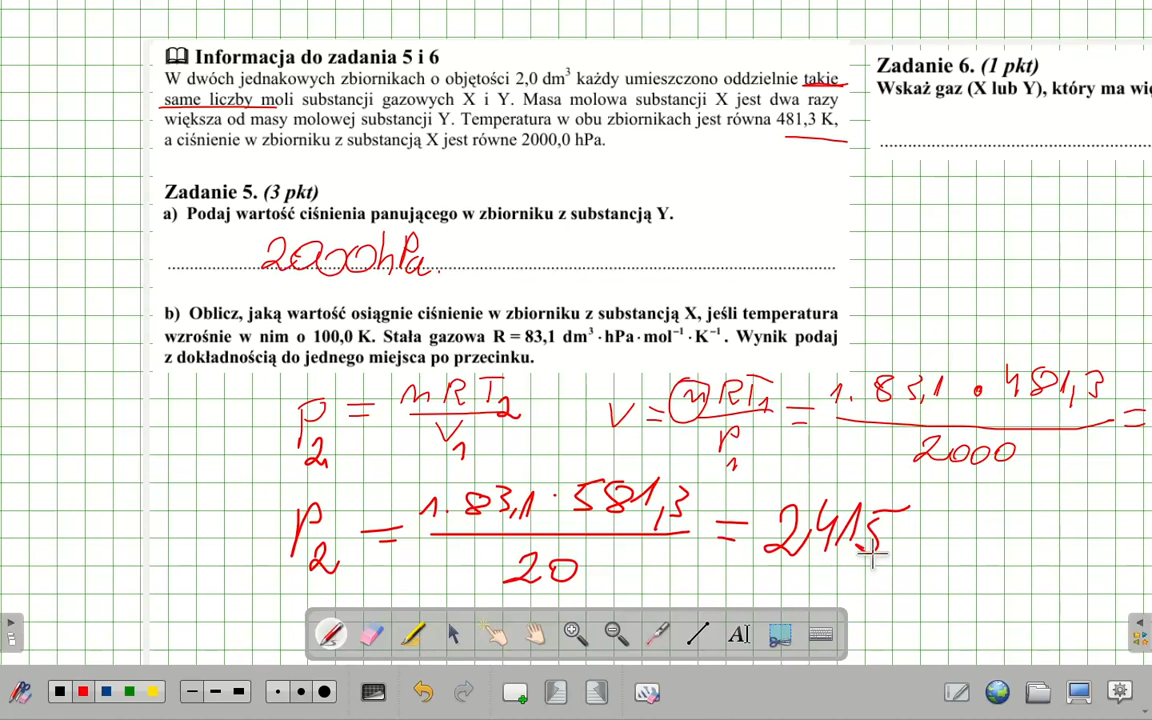 Informacja do zadania 5 i 6
W dwóch jednakowych zbiornikach o objętości 2,0 dm³ każdy umieszczono oddzielnie takie
same liczby moli substancji gazowych X i Y. Masa molowa substancji X jest dwa razy
większa od masy molowej substancji Y. Temperatura w obu zbiornikach jest równa 481,3 K,
a ciśnienie w zbiorniku z substancją X jest równe 2000,0 hPa.
Zadanie 5. (3 pkt)
a) Podaj wartość ciśnienia panującego w zbiorniku z substancją Y.
2000hPa.
b) Oblicz, jaką wartość osiągnie ciśnienie w zbiorniku z substancją X, jeśli temperatura
wzrośnie w nim o 100,0 K. Stała gazowa R = 83,1 dm³·hPa·mol⁻¹·K⁻¹. Wynik podaj
z dokładnością do jednego miejsca po przecinku.
P₂ = nRT₂ / V₁
V = nRT₁ / P₁ = 1. 83,1 · 481,3 / 2000 =
P₂ = 1. 83,1 · 581,3 / 20 = 2415
Zadanie 6. (1 pkt)
Wskaż gaz (X lub Y), który ma wię
AI